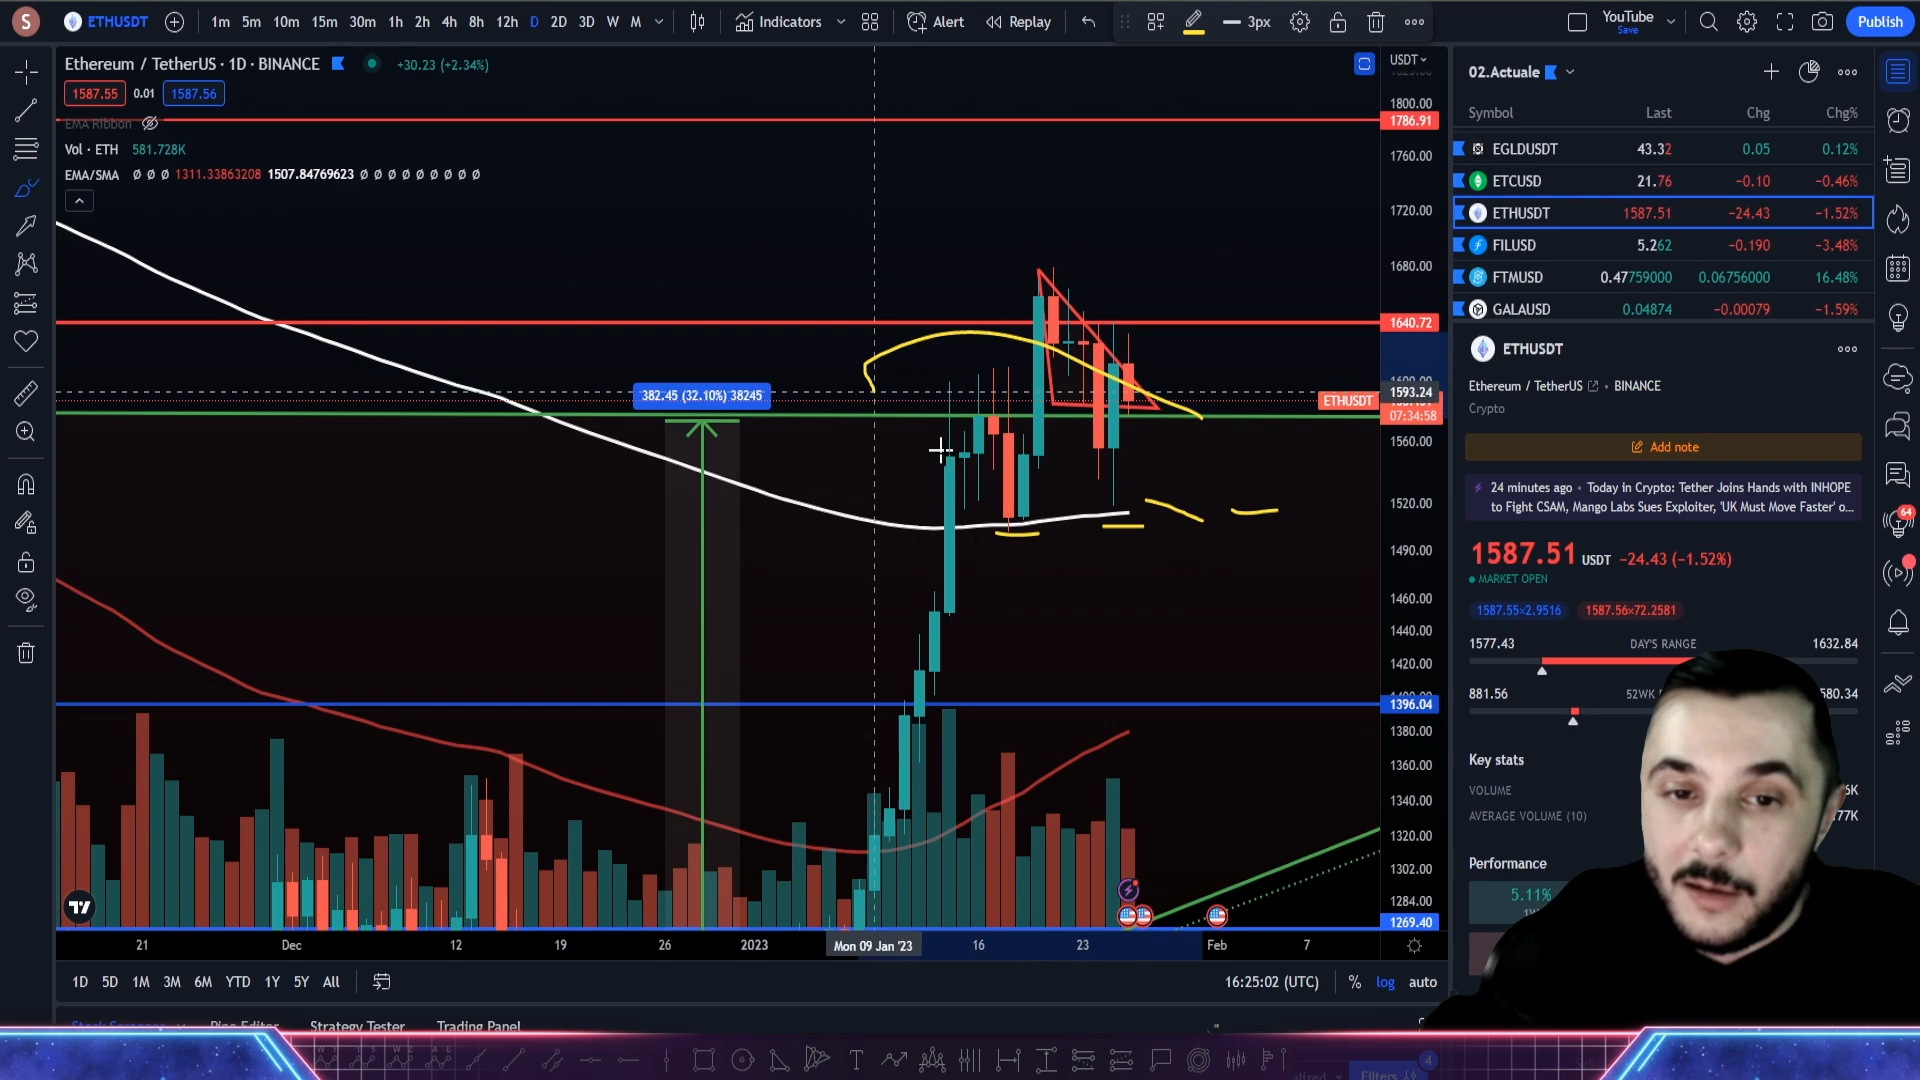 S
ETHUSDT
1m 5m 10m 15m 30m 1h 2h 4h 8h 12h D 2D 3D W M
Indicators
Alert
Replay
3px
YouTube
Save
Publish
Ethereum / TetherUS · 1D · BINANCE
+30.23 (+2.34%)
1587.55 0.01 1587.56
EMA Ribbon
Vol · ETH 581.728K
EMA/SMA Ø Ø Ø 1311.33863208 1507.84769623 Ø Ø Ø Ø Ø Ø Ø Ø Ø
382.45 (32.10%) 38245
USDT
1800.00
1786.91
1760.00
1720.00
1680.00
1640.72
1593.24
ETHUSDT
07:34:58
1560.00
1520.00
1490.00
1460.00
1440.00
1420.00
1396.04
1380.00
1360.00
1340.00
1320.00
1302.00
1284.00
1269.40
21 Dec 12 19 26 2023 Mon 09 Jan '23 16 23 Feb 7
1D 5D 1M 3M 6M YTD 1Y 5Y All
16:25:02 (UTC) % log auto
Stock Screener Pine Editor Strategy Tester Trading Panel
02.Actuale
Symbol Last Chg Chg%
EGLDUSDT 43.32 0.05 0.12%
ETCUSD 21.76 −0.10 −0.46%
ETHUSDT 1587.51 −24.43 −1.52%
FILUSD 5.262 −0.190 −3.48%
FTMUSD 0.47759000 0.06756000 16.48%
GALAUSD 0.04874 −0.00079 −1.59%
ETHUSDT
Ethereum / TetherUS · BINANCE
Crypto
Add note
24 minutes ago • Today in Crypto: Tether Joins Hands with INHOPE
to Fight CSAM, Mango Labs Sues Exploiter, 'UK Must Move Faster' o...
1587.51 USDT −24.43 (−1.52%)
MARKET OPEN
1587.55×2.9516 1587.56×72.2581
1577.43 DAY'S RANGE 1632.84
881.56 52WK 580.34
Key stats
VOLUME
AVERAGE VOLUME (10) 77K
Performance
5.11%
64
4
Filters